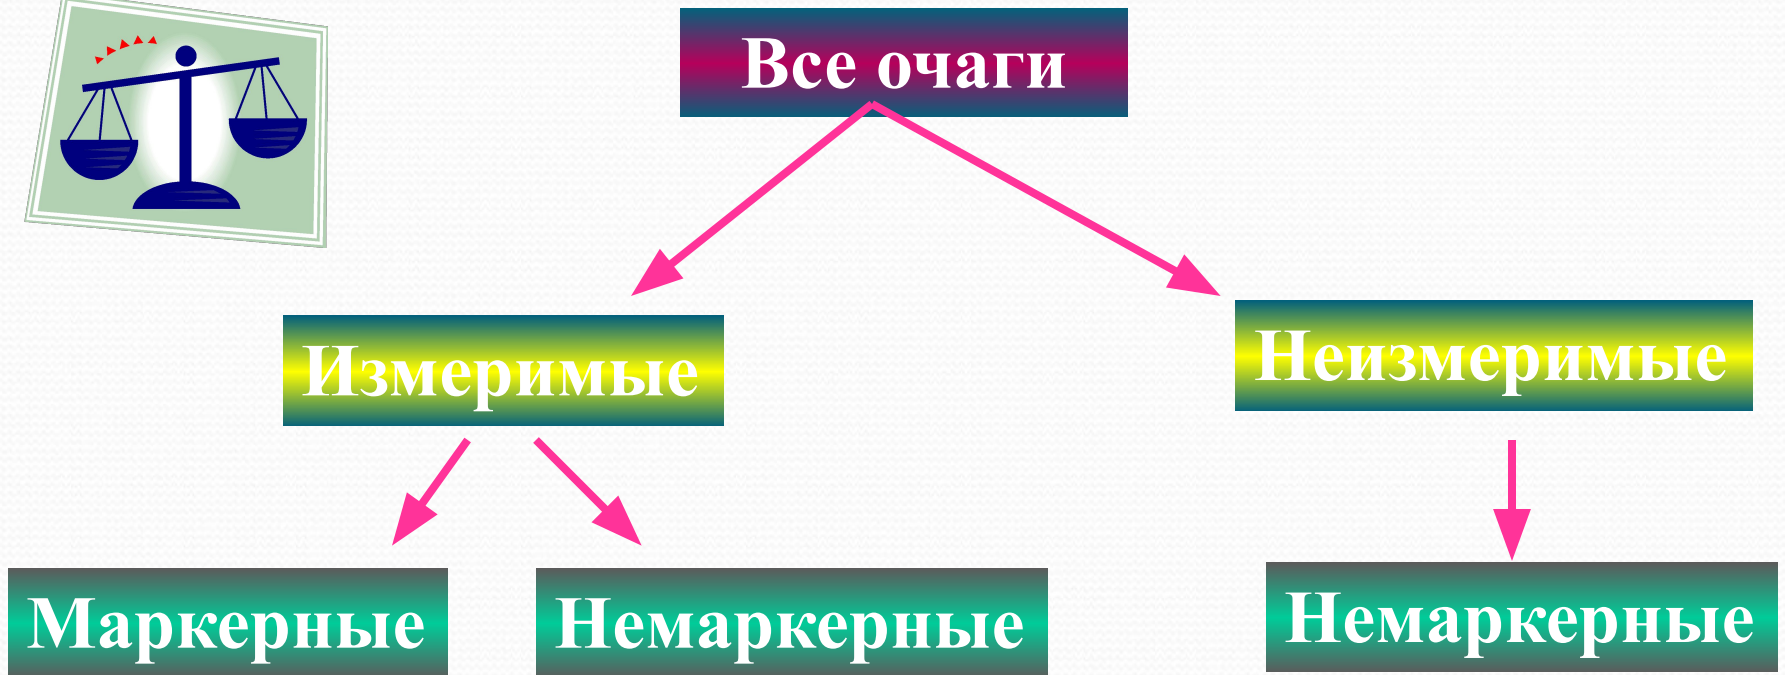 Все очаги
Измеримые
Неизмеримые
Маркерные
Немаркерные
Немаркерные